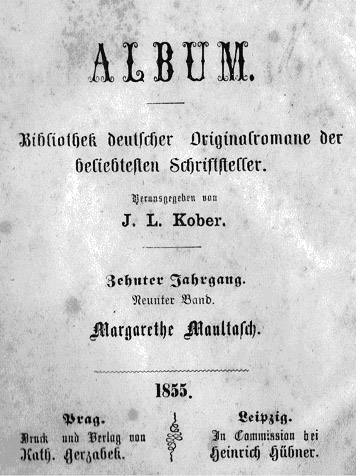 ALBUM.
Bibliothek deutscher Originalromane der
beliebtesten Schriftsteller.
Herausgegeben von
J. L. Kober.
Zehnter Jahrgang.
Neunter Band.
Margarethe Maultasch.
1855.
Prag.
Druck und Verlag von
Kath. Gerzabek.
Leipzig.
In Commission bei
Heinrich Hübner.